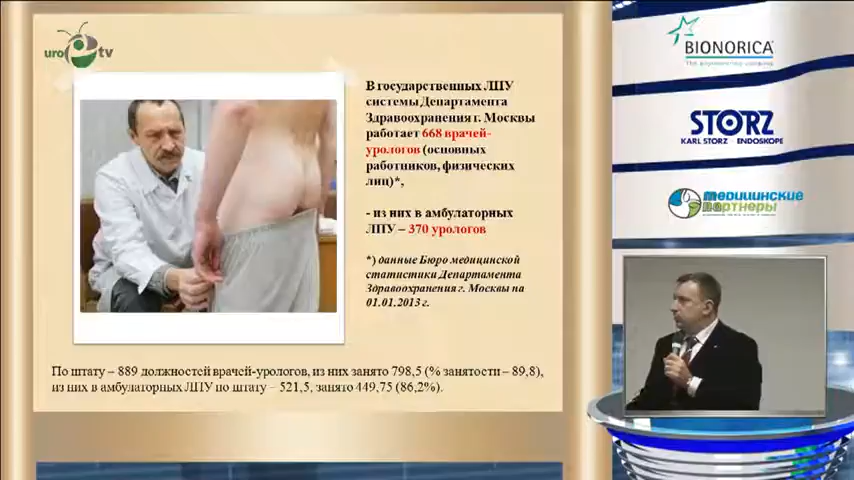 uro tv
В государственных ЛПУ
системы Департамента
Здравоохранения г. Москвы
работает 668 врачей-
урологов (основных
работников, физических
лиц)*,
- из них в амбулаторных
ЛПУ – 370 урологов
*) данные Бюро медицинской
статистики Департамента
Здравоохранения г. Москвы на
01.01.2013 г.
По штату – 889 должностей врачей-урологов, из них занято 798,5 (% занятости – 89,8),
из них в амбулаторных ЛПУ по штату – 521,5, занято 449,75 (86,2%).
BIONORICA
STORZ
KARL STORZ - ENDOSKOPE
медицинские
партнеры